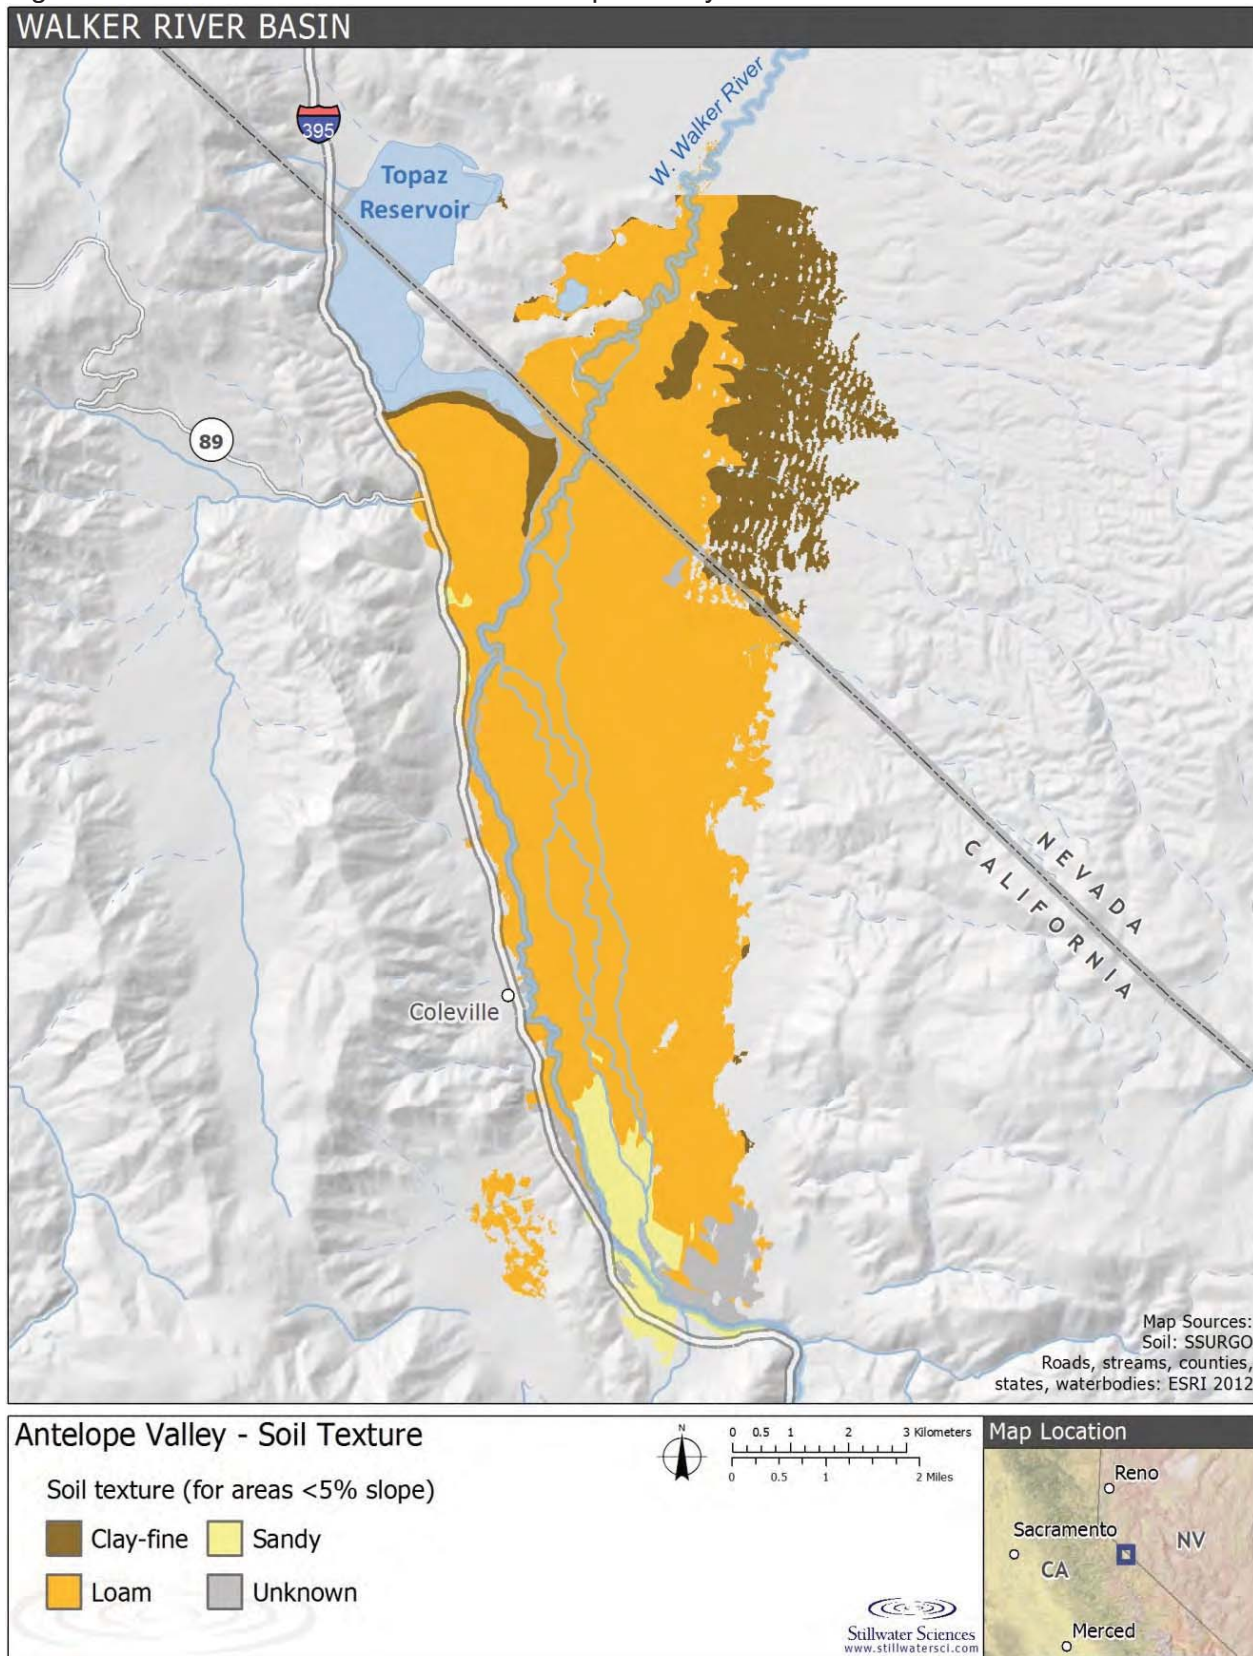 WALKER RIVER BASIN
395
W. Walker River
Topaz
Reservoir
89
NEVADA
CALIFORNIA
Coleville
Map Sources:
Soil: SSURGO
Roads, streams, counties,
states, waterbodies: ESRI 2012
Antelope Valley - Soil Texture
Soil texture (for areas <5% slope)
Clay-fine
Sandy
Loam
Unknown
N
0 0.5 1 2 3 Kilometers
0 0.5 1 2 Miles
Stillwater Sciences
www.stillwatersci.com
Map Location
Reno
Sacramento
NV
CA
Merced